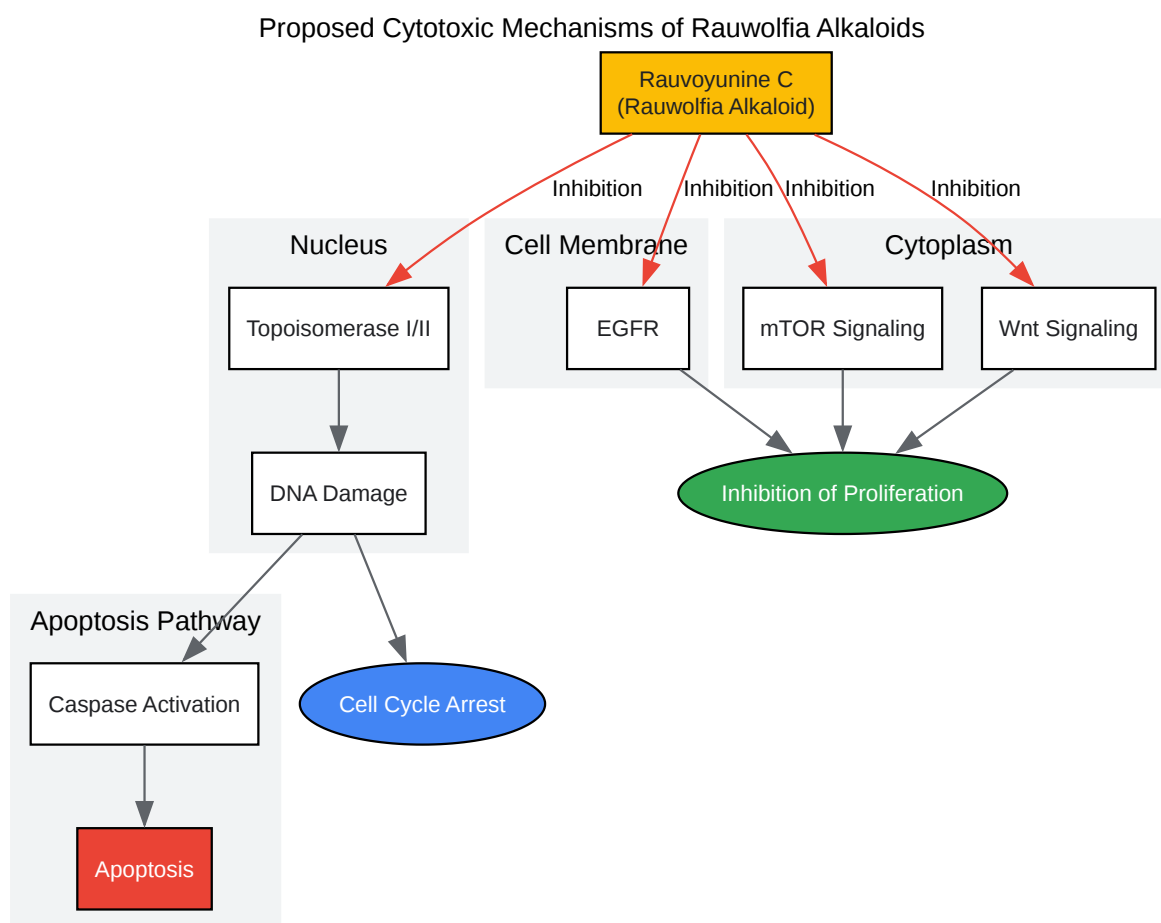 Proposed Cytotoxic Mechanisms of Rauwolfia Alkaloids
Rauvoyunine C
(Rauwolfia Alkaloid)
Inhibition
Inhibition
Inhibition
Inhibition
Nucleus
Cell Membrane
Cytoplasm
Topoisomerase I/II
EGFR
mTOR Signaling
Wnt Signaling
DNA Damage
Inhibition of Proliferation
Apoptosis Pathway
Caspase Activation
Cell Cycle Arrest
Apoptosis